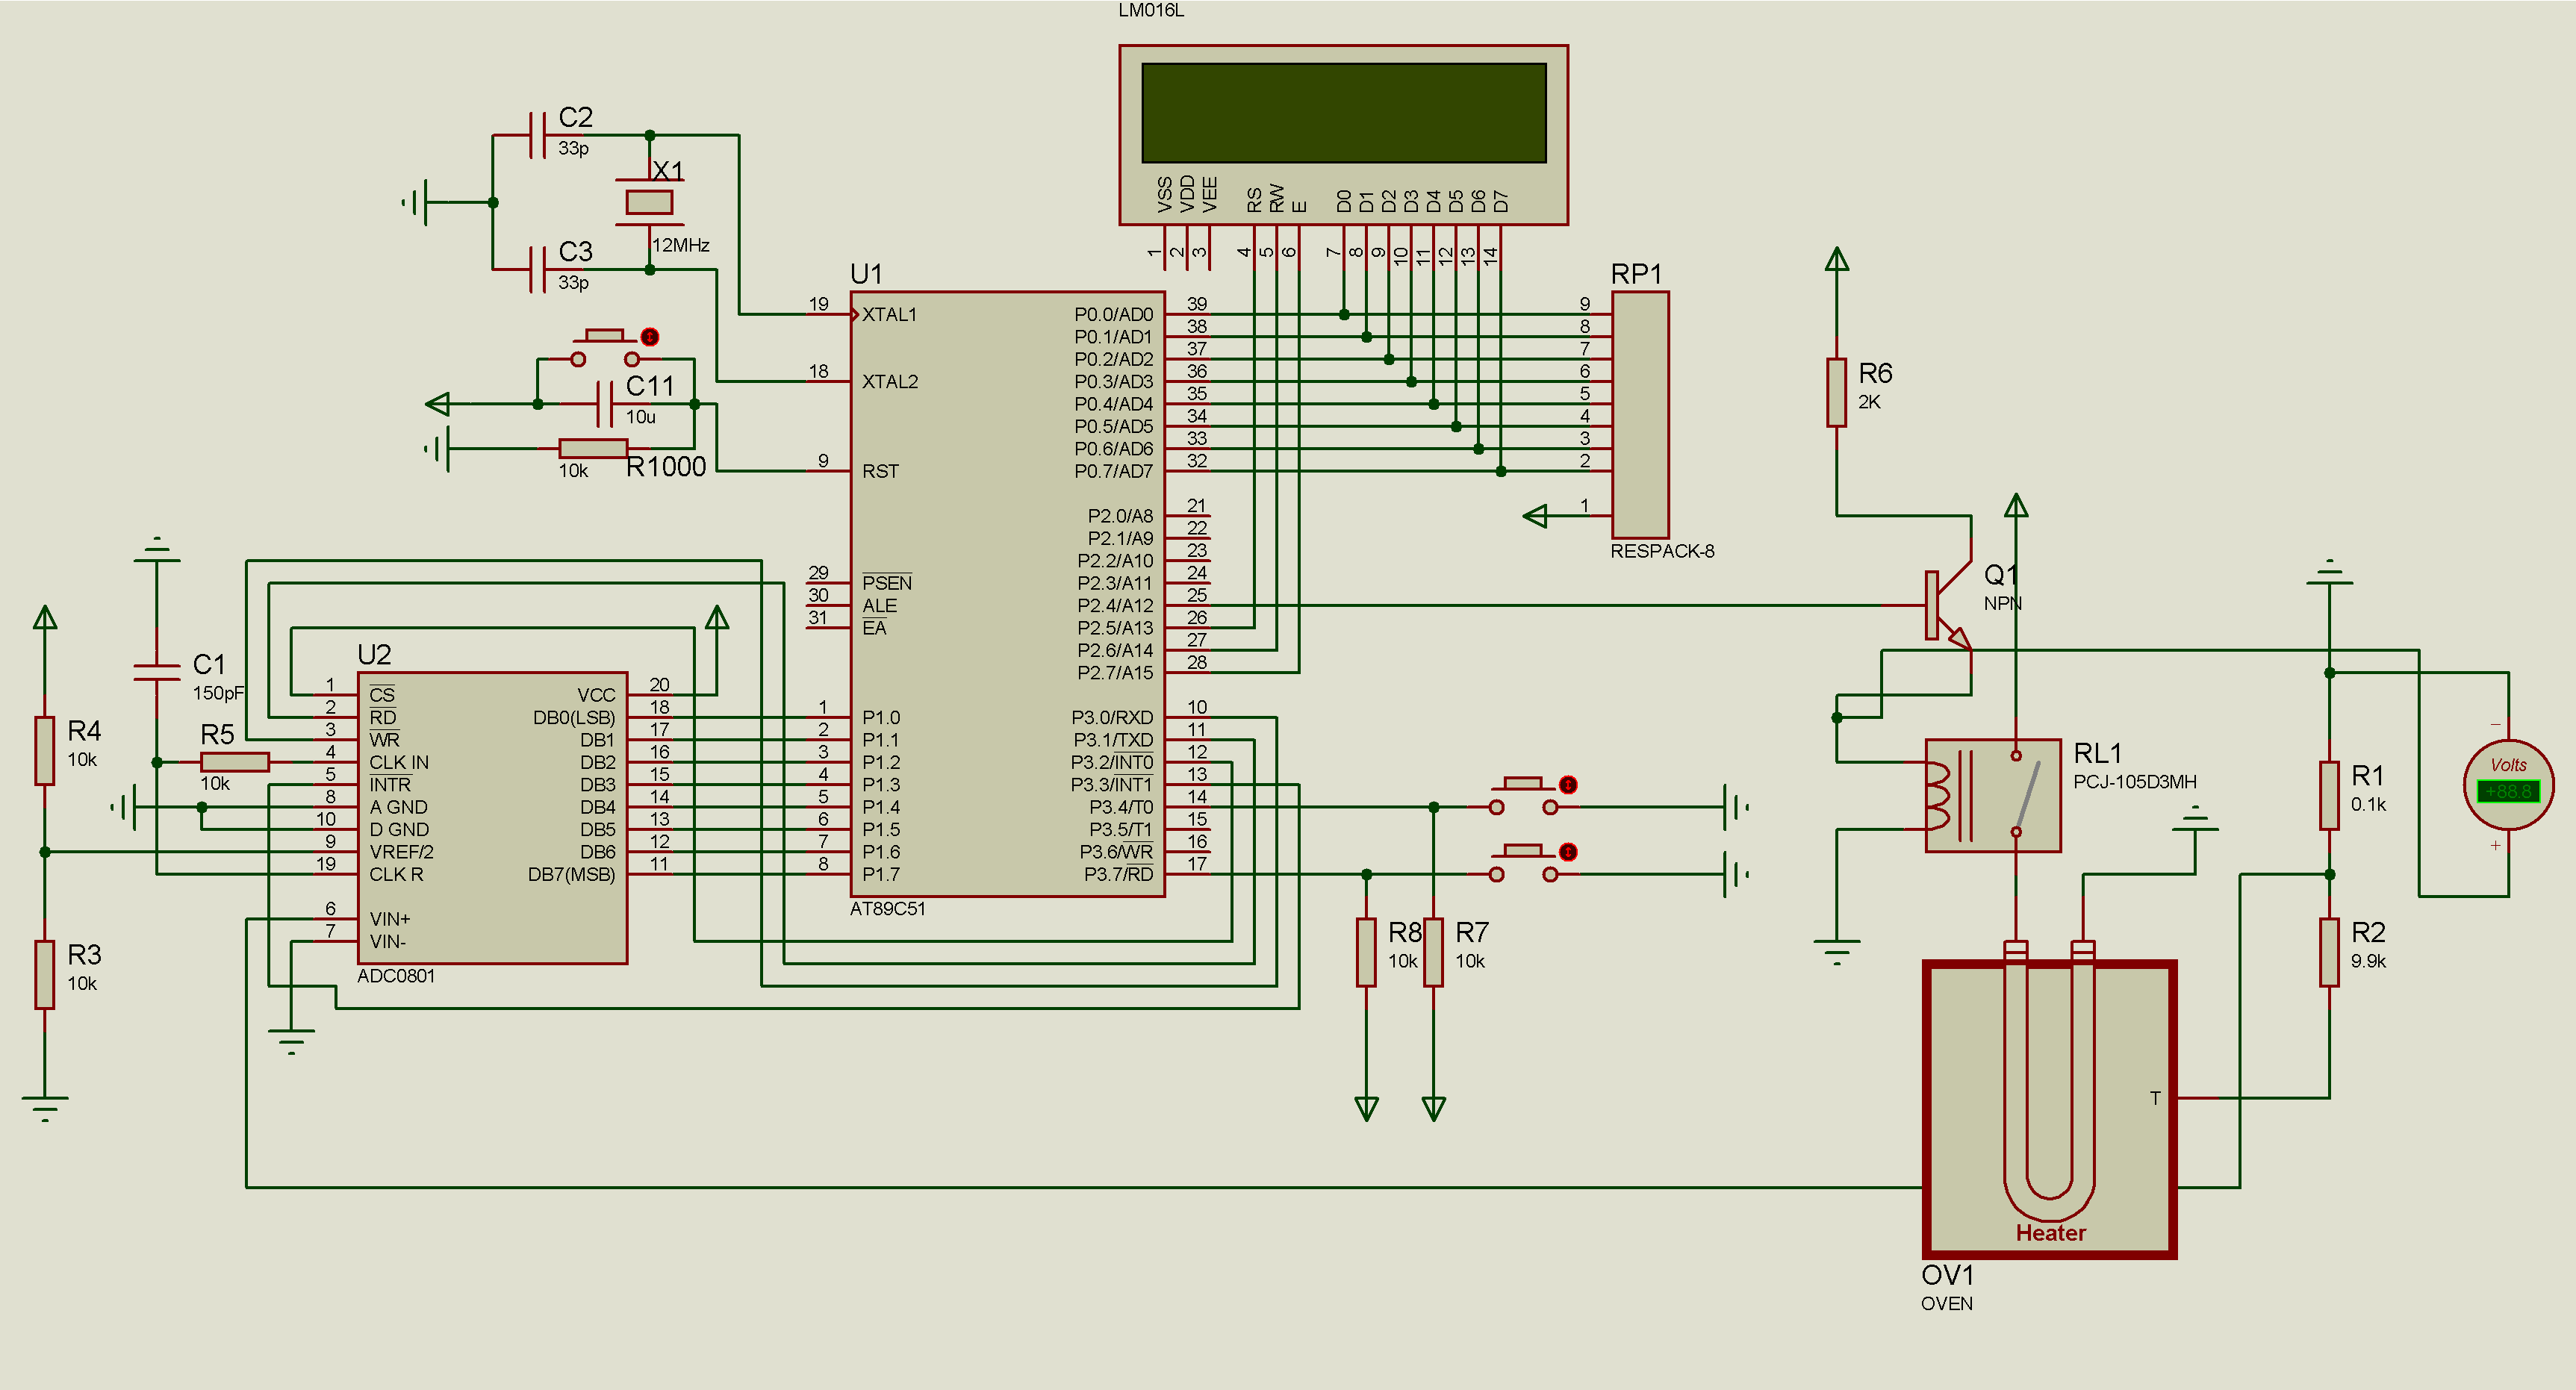 LM016L
VSS
VDD
VEE
RS
RW
E
D0
D1
D2
D3
D4
D5
D6
D7
1
2
3
4
5
6
7
8
9
10
11
12
13
14
C2
33p
X1
12MHz
C3
33p
C11
10u
10k
R1000
U1
19
XTAL1
18
XTAL2
9
RST
29
PSEN
30
ALE
31
EA
1
P1.0
2
P1.1
3
P1.2
4
P1.3
5
P1.4
6
P1.5
7
P1.6
8
P1.7
P0.0/AD0
39
P0.1/AD1
38
P0.2/AD2
37
P0.3/AD3
36
P0.4/AD4
35
P0.5/AD5
34
P0.6/AD6
33
P0.7/AD7
32
P2.0/A8
21
P2.1/A9
22
P2.2/A10
23
P2.3/A11
24
P2.4/A12
25
P2.5/A13
26
P2.6/A14
27
P2.7/A15
28
P3.0/RXD
10
P3.1/TXD
11
P3.2/INT0
12
P3.3/INT1
13
P3.4/T0
14
P3.5/T1
15
P3.6/WR
16
P3.7/RD
17
AT89C51
RP1
9
8
7
6
5
4
3
2
1
RESPACK-8
R6
2K
Q1
NPN
RL1
PCJ-105D3MH
R1
0.1k
R2
9.9k
Volts
+88.8
−
+
C1
150pF
R4
10k
R5
10k
R3
10k
U2
1
CS
2
RD
3
WR
4
CLK IN
5
INTR
8
A GND
10
D GND
9
VREF/2
19
CLK R
6
VIN+
7
VIN-
VCC
20
DB0(LSB)
18
DB1
17
DB2
16
DB3
15
DB4
14
DB5
13
DB6
12
DB7(MSB)
11
ADC0801
R8
10k
R7
10k
T
Heater
OV1
OVEN